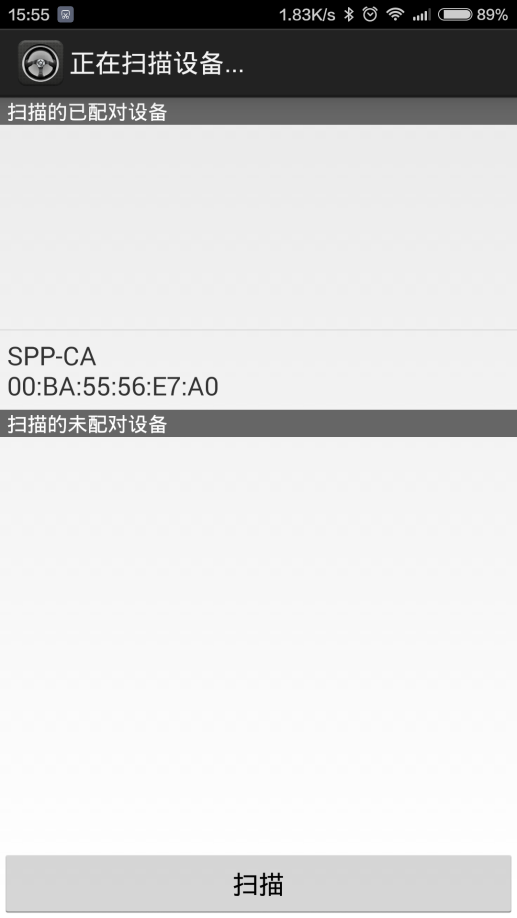 15:55 1.83K/s 89%
正在扫描设备...
扫描的已配对设备
SPP-CA
00:BA:55:56:E7:A0
扫描的未配对设备
扫描